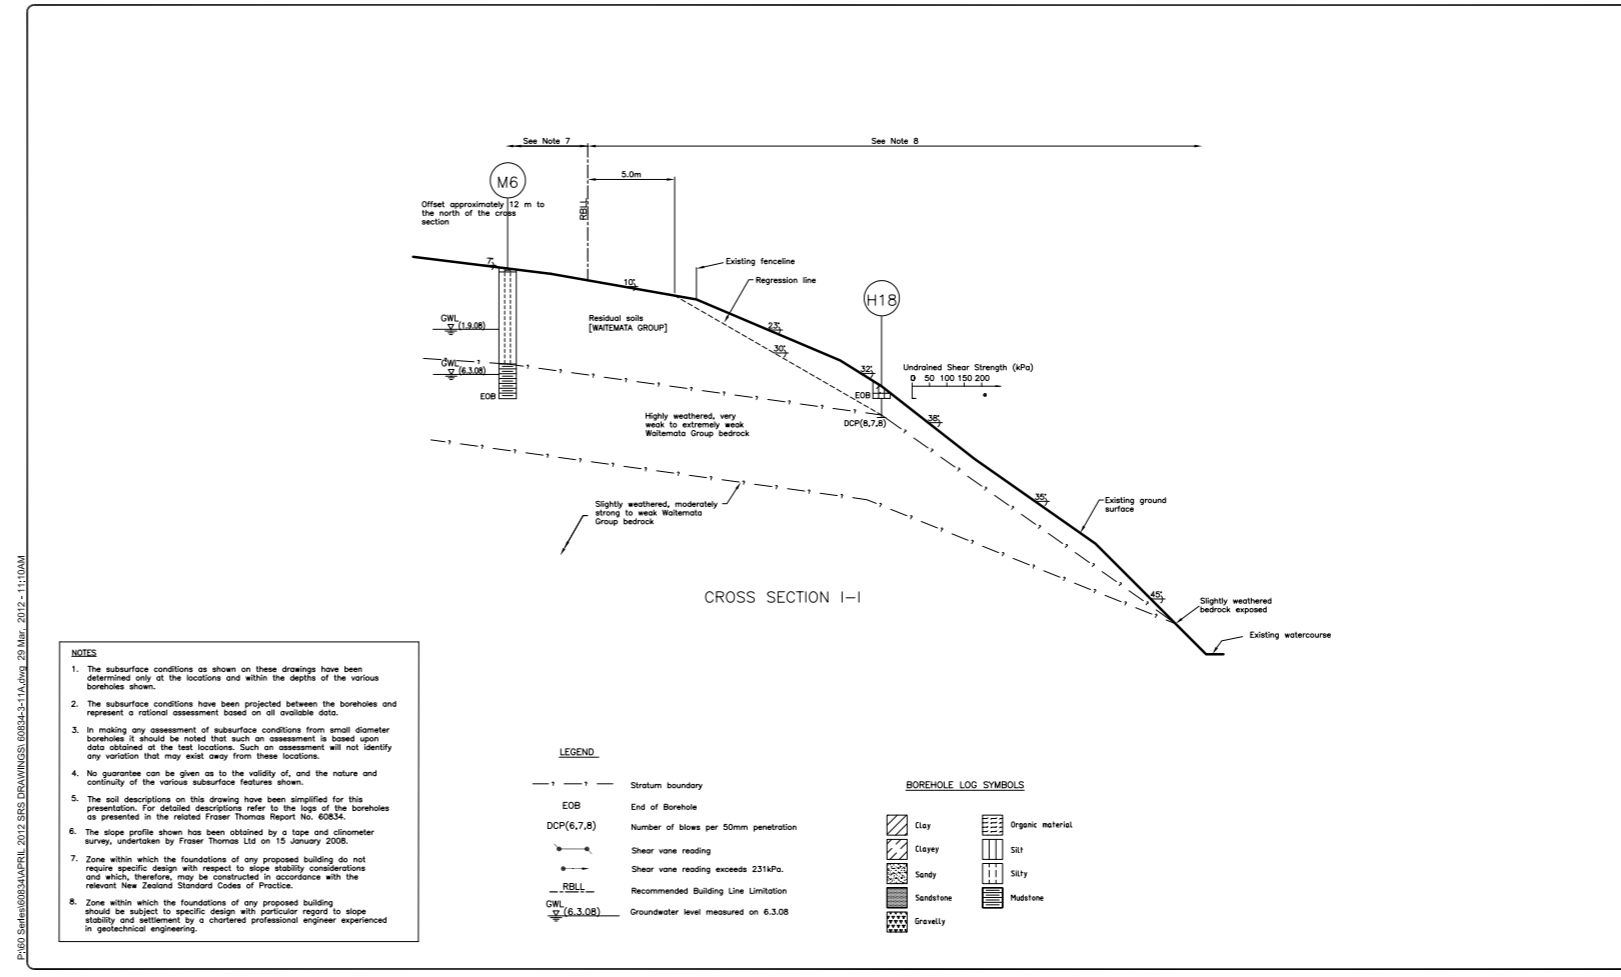 See Note 7
See Note 8
M6
5.0m
Offset approximately 12 m to
the north of the cross
section
RBLL
7°
Existing fenceline
10°
Regression line
H18
GWL
(1.9.08)
Residual soils
[WAITEMATA GROUP]
23°
30°
GWL
(6.3.08)
32°
Undrained Shear Strength (kPa)
0 50 100 150 200
EOB
EOB
Highly weathered, very
weak to extremely weak
Waitemata Group bedrock
DCP(8,7,8)
38°
Slightly weathered, moderately
strong to weak Waitemata
Group bedrock
35°
Existing ground
surface
CROSS SECTION I-I
45°
Slightly weathered
bedrock exposed
Existing watercourse
P:\60 Series\60834\APRIL 2012 SRS DRAWINGS\ 60834-3-11A.dwg 29 Mar, 2012 - 11:10AM
NOTES
1. The subsurface conditions as shown on these drawings have been
determined only at the locations and within the depths of the various
boreholes shown.
2. The subsurface conditions have been projected between the boreholes and
represent a rational assessment based on all available data.
3. In making any assessment of subsurface conditions from small diameter
boreholes it should be noted that such an assessment is based upon
data obtained at the test locations. Such an assessment will not identify
any variation that may exist away from these locations.
4. No guarantee can be given as to the validity of, and the nature and
continuity of the various subsurface features shown.
5. The soil descriptions on this drawing have been simplified for this
presentation. For detailed descriptions refer to the logs of the boreholes
as presented in the related Fraser Thomas Report No. 60834.
6. The slope profile shown has been obtained by a tape and clinometer
survey, undertaken by Fraser Thomas Ltd on 15 January 2008.
7. Zone within which the foundations of any proposed building do not
require specific design with respect to slope stability considerations
and which, therefore, may be constructed in accordance with the
relevant New Zealand Standard Codes of Practice.
8. Zone within which the foundations of any proposed building
should be subject to specific design with particular regard to slope
stability and settlement by a chartered professional engineer experienced
in geotechnical engineering.
LEGEND
? ? Stratum boundary
EOB End of Borehole
DCP(6,7,8) Number of blows per 50mm penetration
Shear vane reading
Shear vane reading exceeds 231kPa.
RBLL Recommended Building Line Limitation
GWL
(6.3.08) Groundwater level measured on 6.3.08
BOREHOLE LOG SYMBOLS
Clay
Organic material
Clayey
Silt
Sandy
Silty
Sandstone
Mudstone
Gravelly